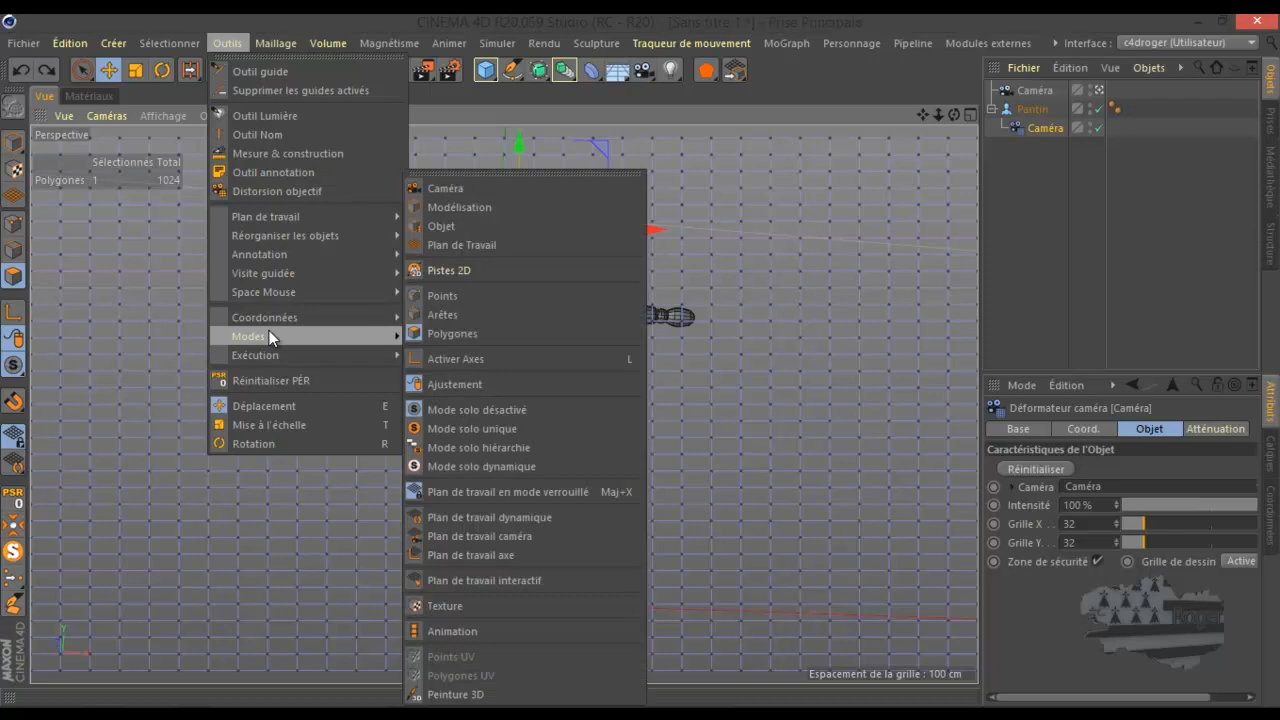 CINEMA 4D R20.059 Studio (RC - R20) - [Sans titre 1 *] - Prise Principale
Fichier Édition Créer Sélectionner Outils Maillage Volume Magnétisme Animer Simuler Rendu Sculpture Traqueur de mouvement MoGraph Personnage Pipeline Modules externes Interface : c4droger (Utilisateur)
Vue Matériaux
Vue Caméras Affichage O
Perspective
Sélectionnés Total
Polygones 1 1024
Outil guide
Supprimer les guides activés
Outil Lumière
Outil Nom
Mesure & construction
Outil annotation
Distorsion objectif
Plan de travail
Réorganiser les objets
Annotation
Visite guidée
Space Mouse
Coordonnées
Modes
Exécution
Réinitialiser PÉR
Déplacement E
Mise à l'échelle T
Rotation R
Caméra
Modélisation
Objet
Plan de Travail
Pistes 2D
Points
Arêtes
Polygones
Activer Axes L
Ajustement
Mode solo désactivé
Mode solo unique
Mode solo hiérarchie
Mode solo dynamique
Plan de travail en mode verrouillé Maj+X
Plan de travail dynamique
Plan de travail caméra
Plan de travail axe
Plan de travail interactif
Texture
Animation
Points UV
Polygones UV
Peinture 3D
Espacement de la grille : 100 cm
Y
PSR
0
MAXON
CINEMA 4D
Fichier Édition Vue Objets
Caméra
Pantin
Caméra
Objets
Prises
Médiathèque
Structure
Mode Édition
Déformateur caméra [Caméra]
Base Coord. Objet Atténuation
Caractéristiques de l'Objet
Réinitialiser
Caméra Caméra
Intensité 100 %
Grille X . . 32
Grille Y. . 32
Zone de sécurité Grille de dessin Active
Roger
Attributs
Calques
Coordonnées